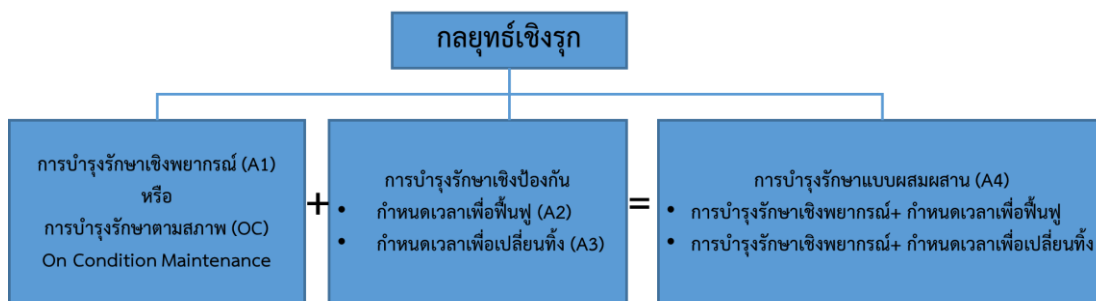 กลยุทธ์เชิงรุก
การบำรุงรักษาเชิงพยากรณ์ (A1)
หรือ
การบำรุงรักษาตามสภาพ (OC)
On Condition Maintenance
+
การบำรุงรักษาเชิงป้องกัน
• กำหนดเวลาเพื่อฟื้นฟู (A2)
• กำหนดเวลาเพื่อเปลี่ยนทิ้ง (A3)
=
การบำรุงรักษาแบบผสมผสาน (A4)
• การบำรุงรักษาเชิงพยากรณ์+ กำหนดเวลาเพื่อฟื้นฟู
• การบำรุงรักษาเชิงพยากรณ์+ กำหนดเวลาเพื่อเปลี่ยนทิ้ง